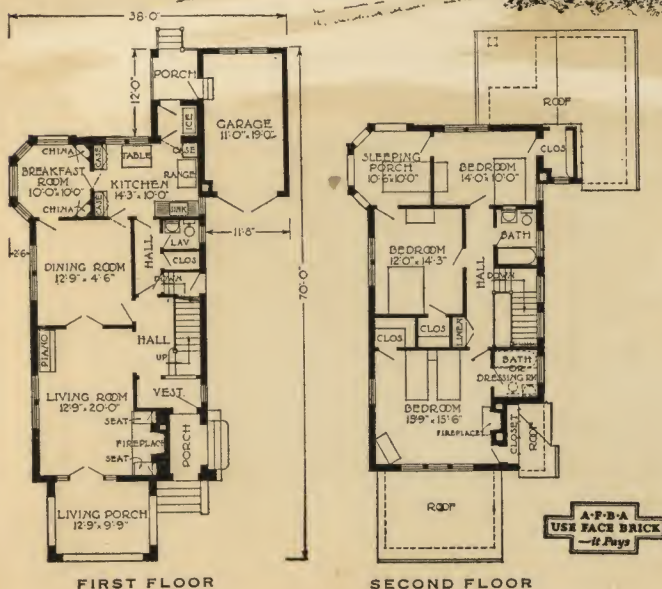 38'-0"
12'-0"
PORCH
ICE
GARAGE
11'-0" x 19'-0"
CHINA
CASE
TABLE
CASE
BREAKFAST
ROOM
10'-0" x 10'-0"
KITCHEN
14'-3" x 10'-0"
RANGE
CHINA
CASE
SINK
2'-6"
11'-8"
70'-0"
LAV
HALL
CLOS
DINING ROOM
12'-9" x 4'-6"
DOWN
HALL
UP
PIANO
LIVING ROOM
12'-9" x 20'-0"
VEST.
SEAT
FIREPLACE
SEAT
PORCH
LIVING PORCH
12'-9" x 9'-9"
FIRST FLOOR
ROOF
CLOS
SLEEPING
PORCH
10'-6" x 10'-0"
BEDROOM
14'-0" x 10'-0"
BATH
BEDROOM
12'-0" x 14'-3"
HALL
DOWN
CLOS
CLOS
LINEN
BATH
OR
DRESSING RM
BEDROOM
19'-9" x 15'-6"
FIREPLACE
CLOSET
ROOF
ROOF
SECOND FLOOR
A·F·B·A
USE FACE BRICK
—it Pays